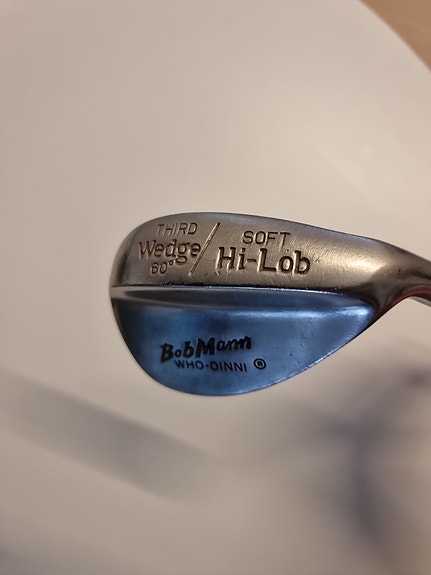 THIRD
Wedge/
60°
SOFT
Hi-Lob
BobMann
WHO-DINNI ®